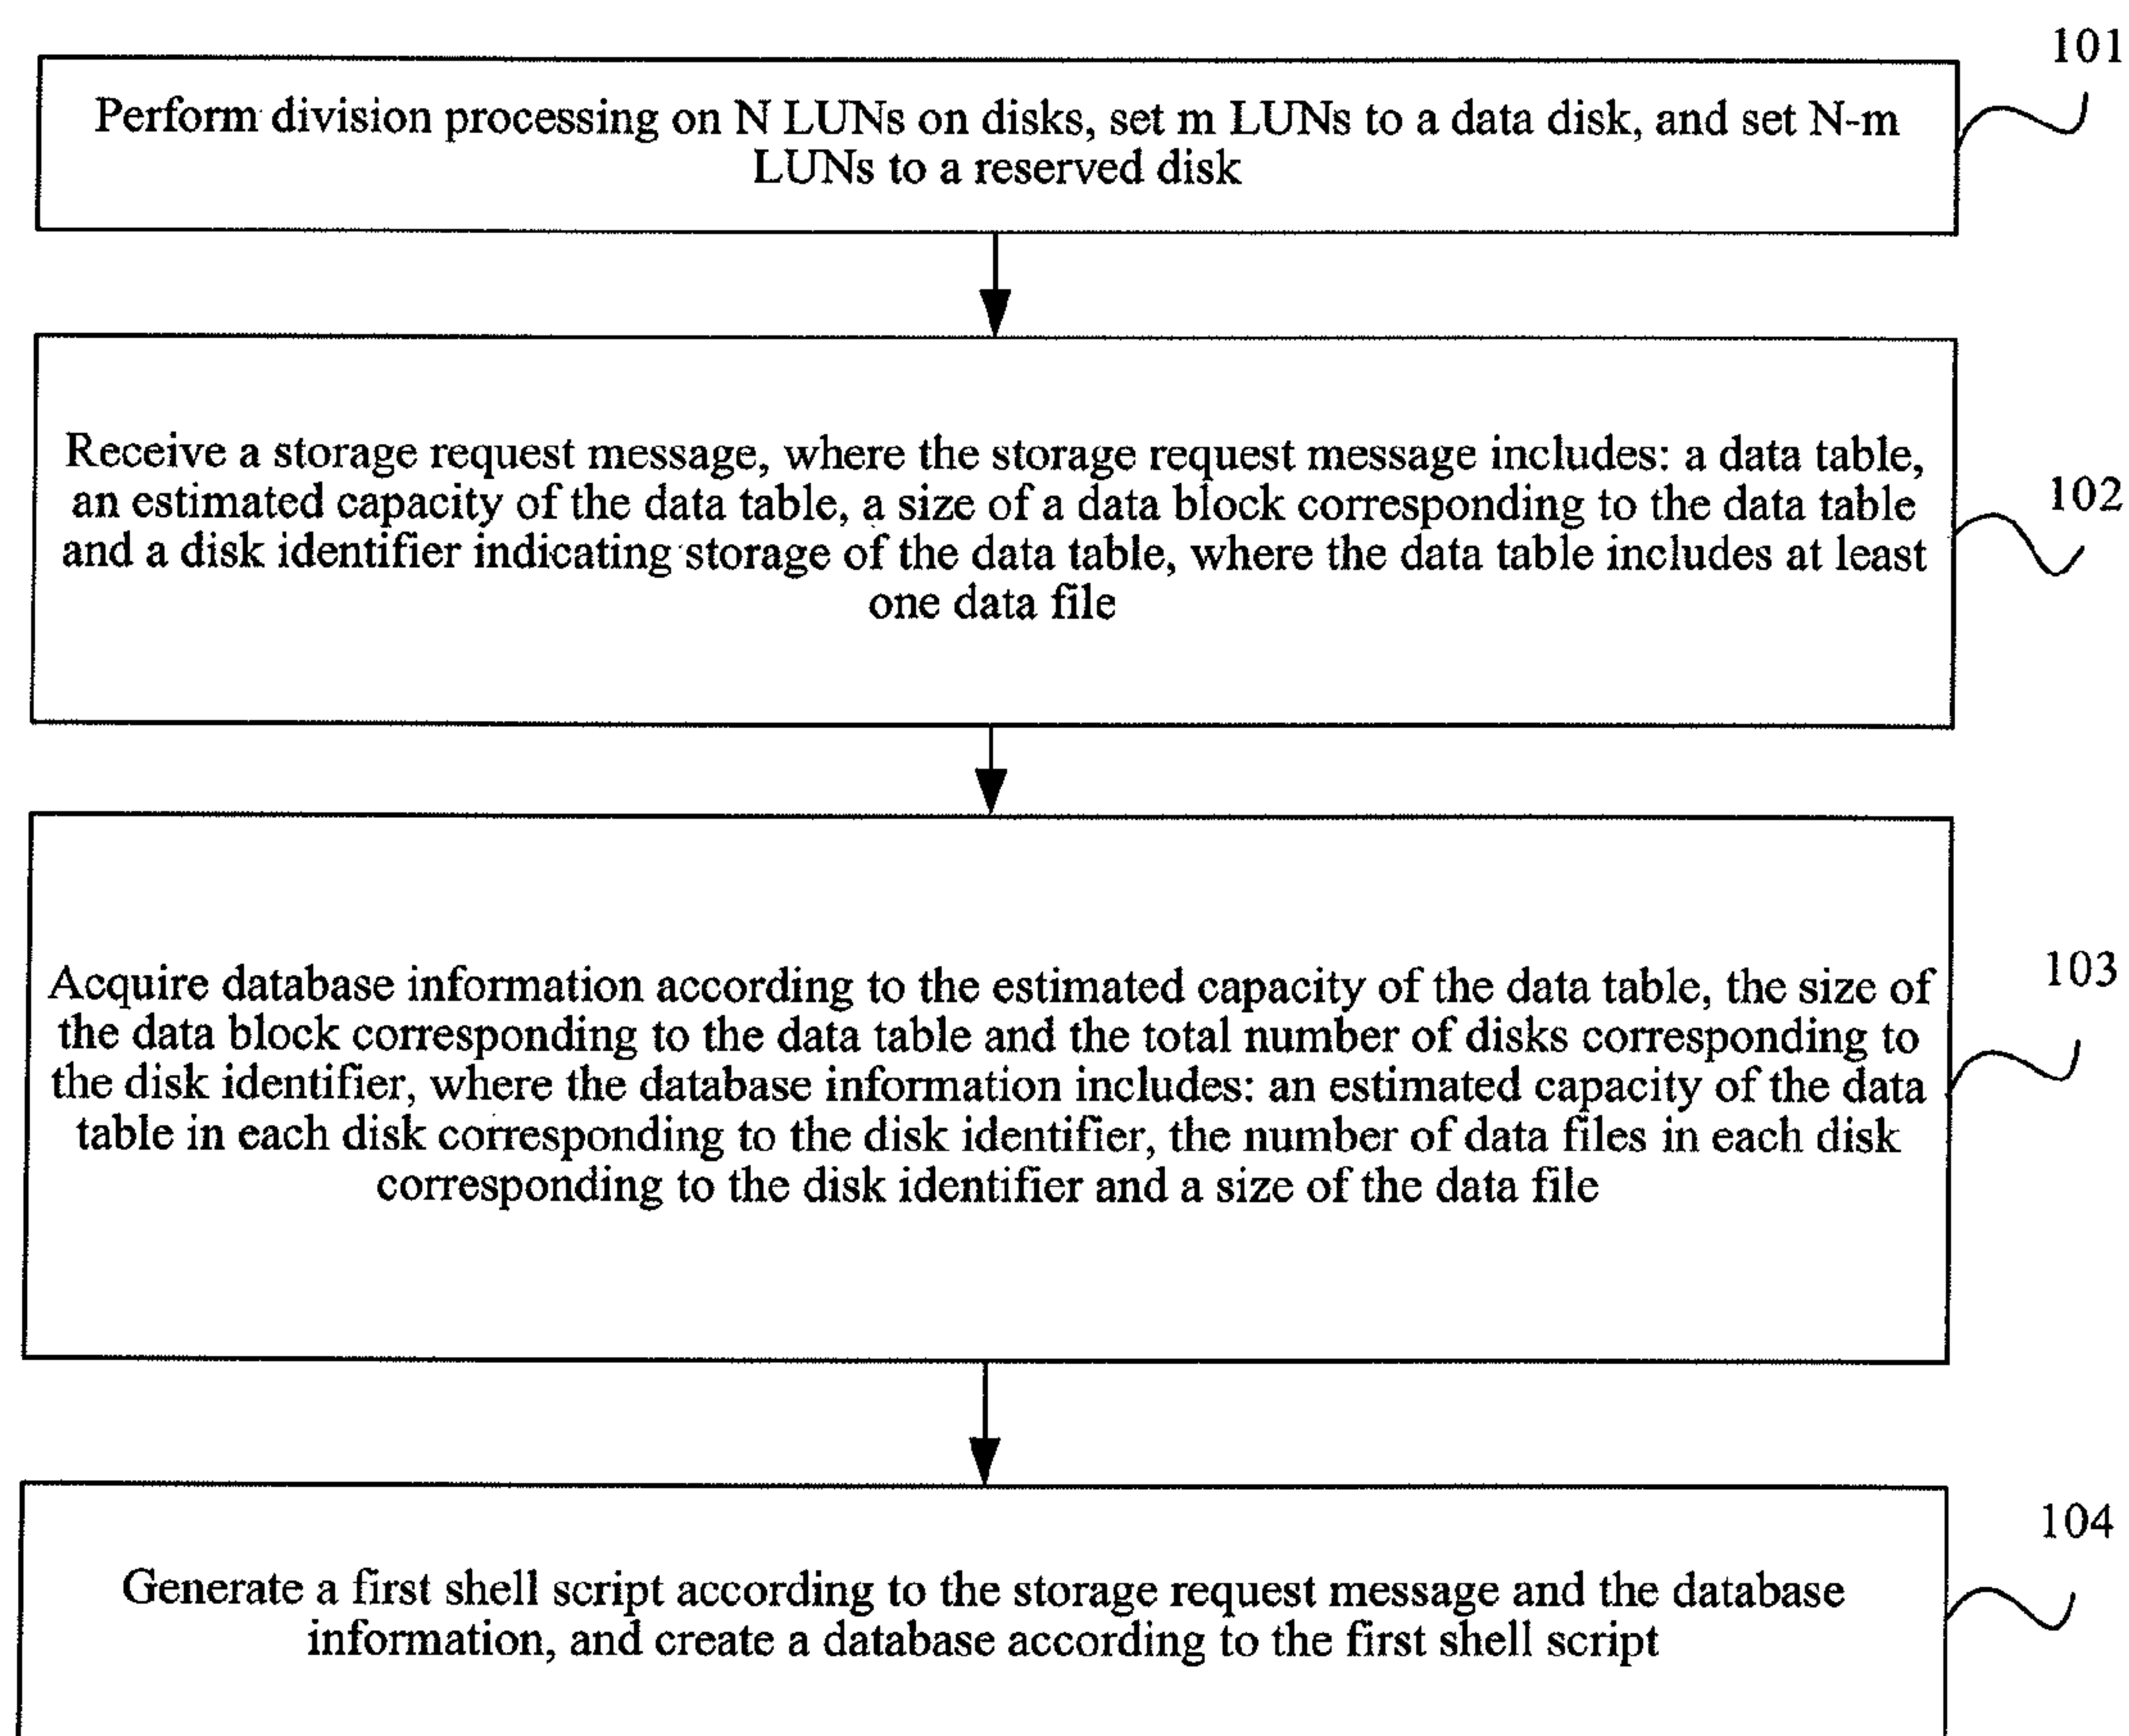 101
Perform division processing on N LUNs on disks, set m LUNs to a data disk, and set N-m
LUNs to a reserved disk
Receive a storage request message, where the storage request message includes: a data table,
an estimated capacity of the data table, a size of a data block corresponding to the data table
and a disk identifier indicating storage of the data table, where the data table includes at least
one data file
102
Acquire database information according to the estimated capacity of the data table, the size of
the data block corresponding to the data table and the total number of disks corresponding to
the disk identifier, where the database information includes: an estimated capacity of the data
table in each disk corresponding to the disk identifier, the number of data files in each disk
corresponding to the disk identifier and a size of the data file
103
Generate a first shell script according to the storage request message and the database
information, and create a database according to the first shell script
104